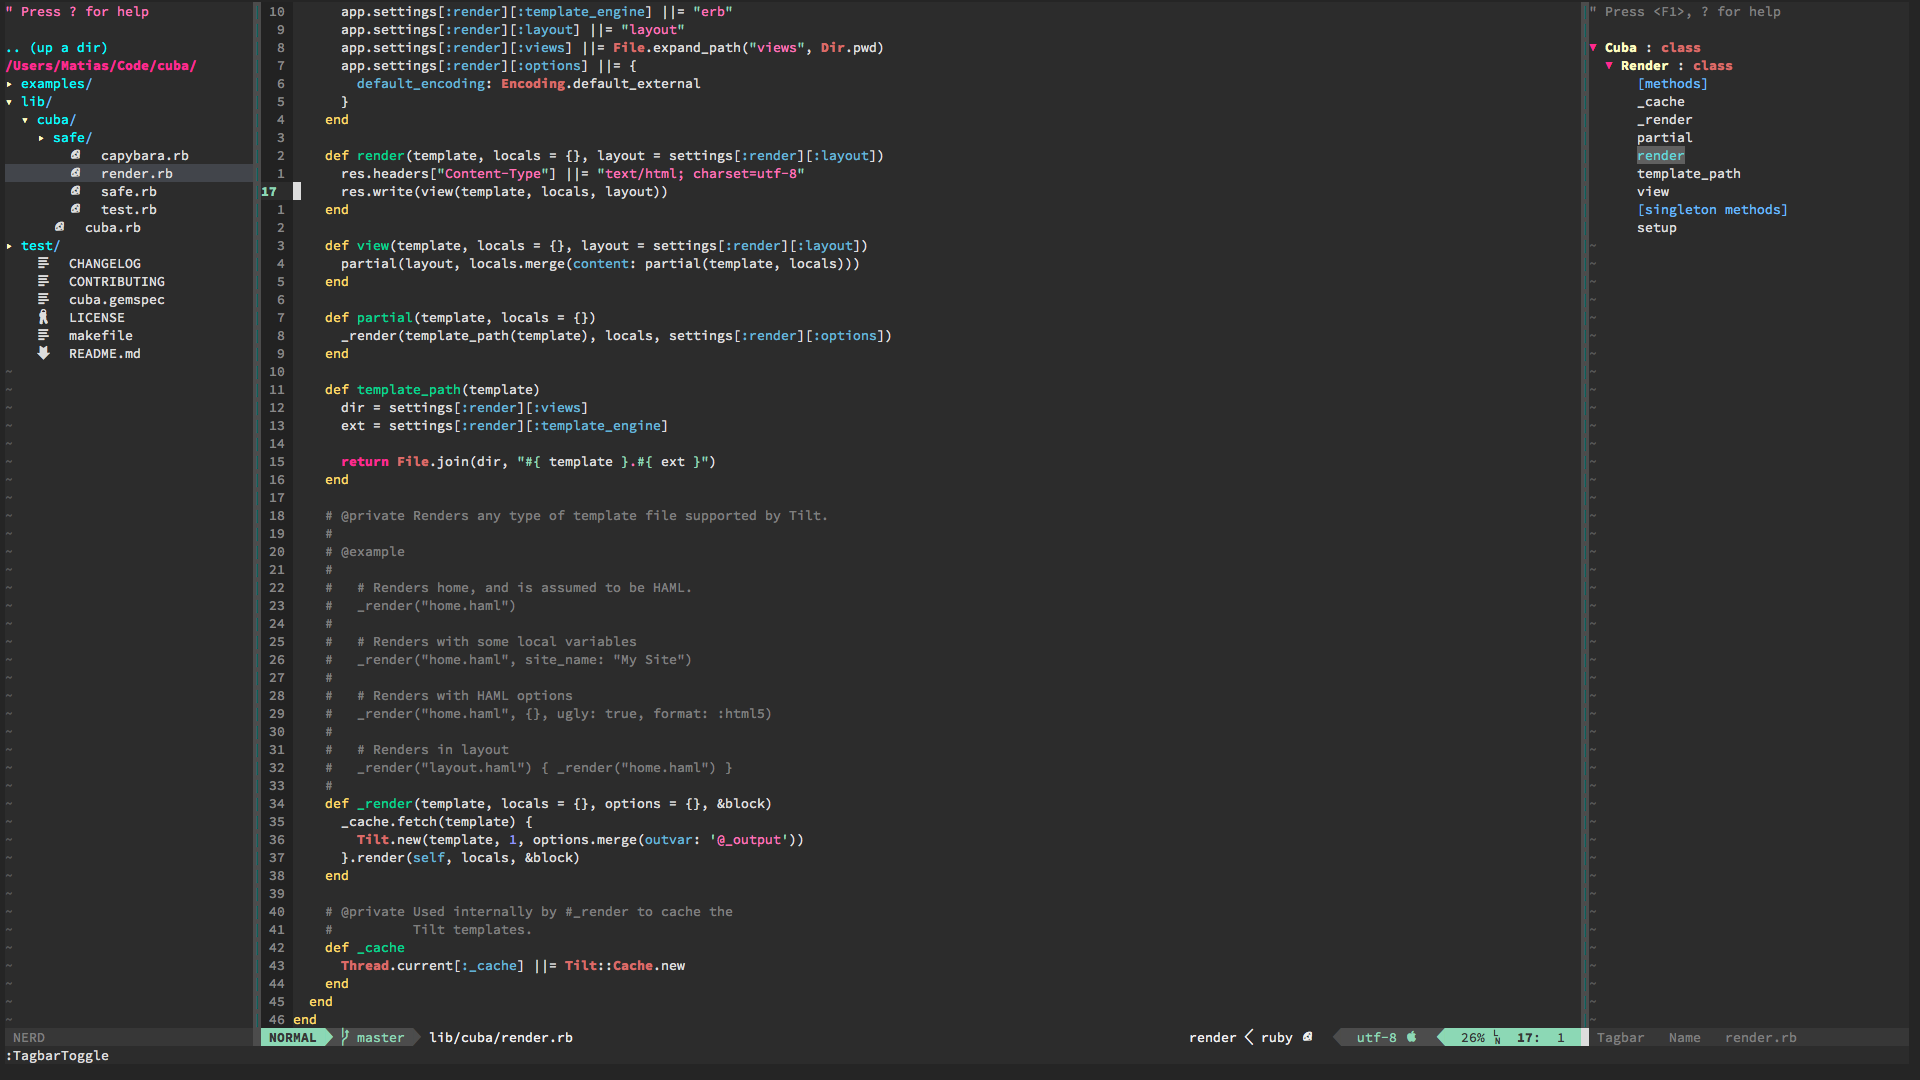 " Press ? for help
.. (up a dir)
/Users/Matias/Code/cuba/
▸ examples/
▾ lib/
▾ cuba/
▸ safe/
capybara.rb
render.rb
safe.rb
test.rb
cuba.rb
▸ test/
CHANGELOG
CONTRIBUTING
cuba.gemspec
LICENSE
makefile
README.md
NERD
10 app.settings[:render][:template_engine] ||= "erb"
9 app.settings[:render][:layout] ||= "layout"
8 app.settings[:render][:views] ||= File.expand_path("views", Dir.pwd)
7 app.settings[:render][:options] ||= {
6 default_encoding: Encoding.default_external
5 }
4 end
3
2 def render(template, locals = {}, layout = settings[:render][:layout])
1 res.headers["Content-Type"] ||= "text/html; charset=utf-8"
17 res.write(view(template, locals, layout))
1 end
2
3 def view(template, locals = {}, layout = settings[:render][:layout])
4 partial(layout, locals.merge(content: partial(template, locals)))
5 end
6
7 def partial(template, locals = {})
8 _render(template_path(template), locals, settings[:render][:options])
9 end
10
11 def template_path(template)
12 dir = settings[:render][:views]
13 ext = settings[:render][:template_engine]
14
15 return File.join(dir, "#{ template }.#{ ext }")
16 end
17
18 # @private Renders any type of template file supported by Tilt.
19 #
20 # @example
21 #
22 # # Renders home, and is assumed to be HAML.
23 # _render("home.haml")
24 #
25 # # Renders with some local variables
26 # _render("home.haml", site_name: "My Site")
27 #
28 # # Renders with HAML options
29 # _render("home.haml", {}, ugly: true, format: :html5)
30 #
31 # # Renders in layout
32 # _render("layout.haml") { _render("home.haml") }
33 #
34 def _render(template, locals = {}, options = {}, &block)
35 _cache.fetch(template) {
36 Tilt.new(template, 1, options.merge(outvar: '@_output'))
37 }.render(self, locals, &block)
38 end
39
40 # @private Used internally by #_render to cache the
41 # Tilt templates.
42 def _cache
43 Thread.current[:_cache] ||= Tilt::Cache.new
44 end
45 end
46 end
NORMAL master lib/cuba/render.rb render < ruby utf-8 26% LN 17: 1
" Press <F1>, ? for help
▼ Cuba : class
▼ Render : class
[methods]
_cache
_render
partial
render
template_path
view
[singleton methods]
setup
Tagbar Name render.rb
:TagbarToggle